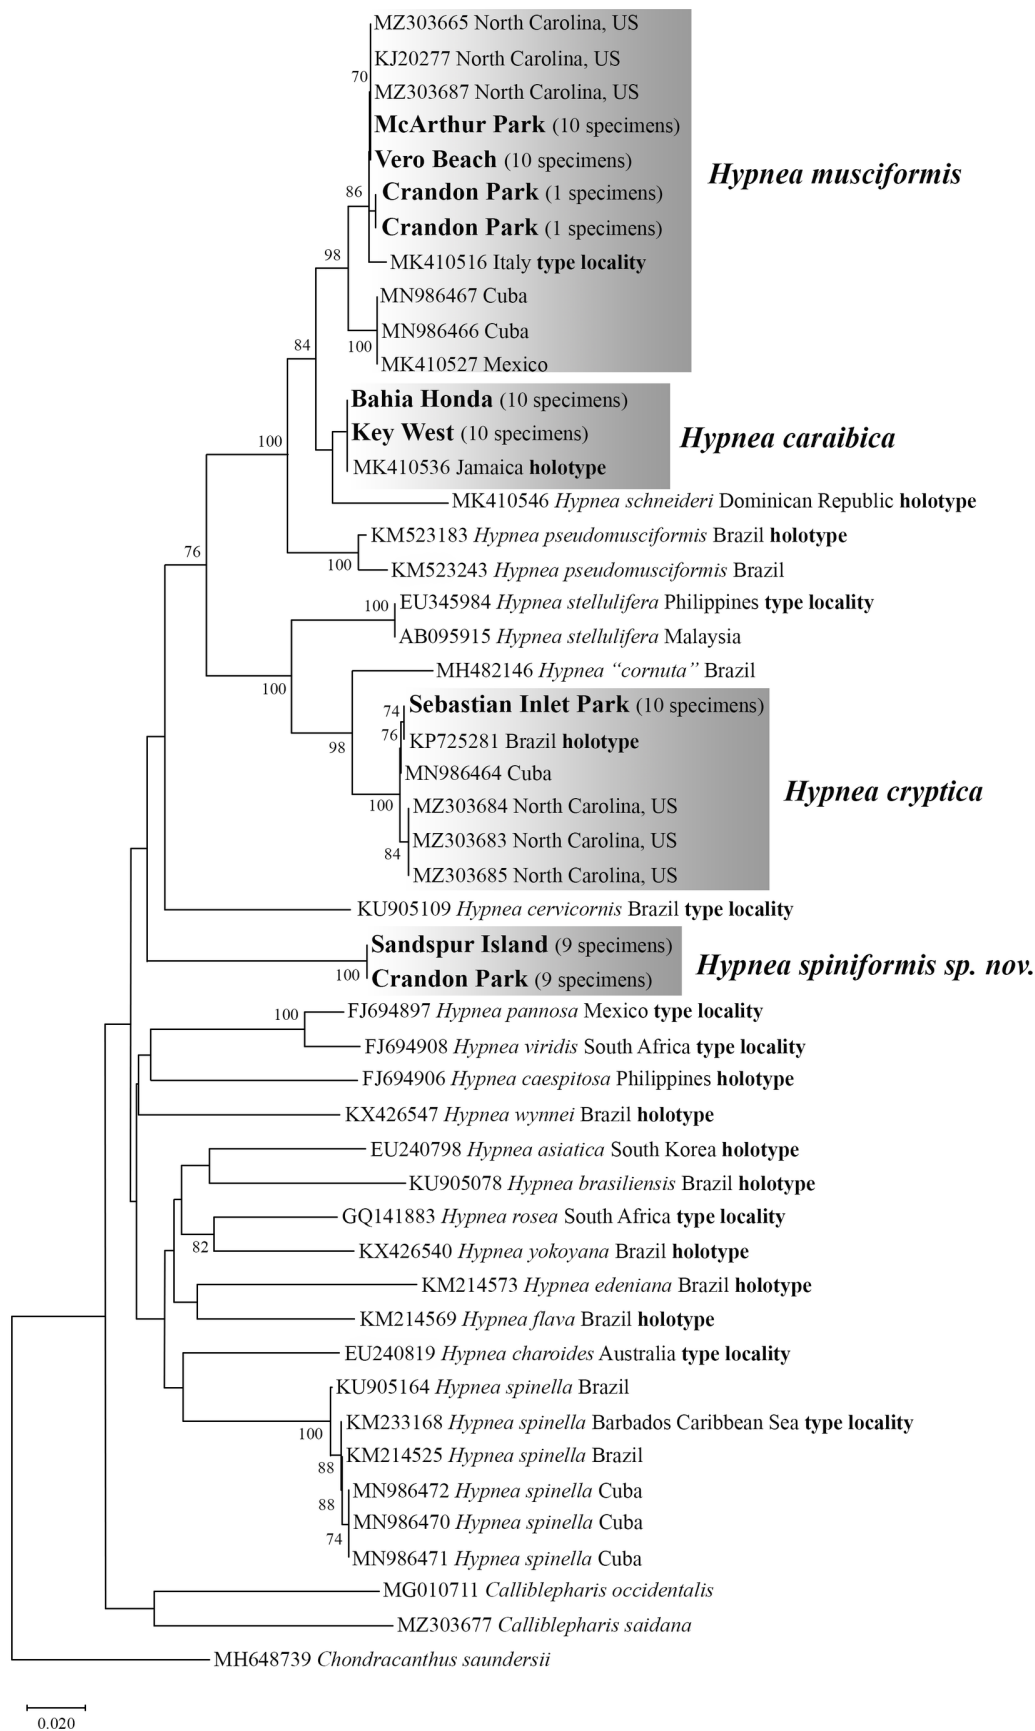 MZ303665 North Carolina, US
KJ20277 North Carolina, US
70
MZ303687 North Carolina, US
McArthur Park (10 specimens)
Vero Beach (10 specimens)
Hypnea musciformis
86
Crandon Park (1 specimens)
Crandon Park (1 specimens)
98
MK410516 Italy type locality
MN986467 Cuba
MN986466 Cuba
84
100
MK410527 Mexico
Bahia Honda (10 specimens)
100
Key West (10 specimens)
Hypnea caraibica
MK410536 Jamaica holotype
MK410546 Hypnea schneideri Dominican Republic holotype
KM523183 Hypnea pseudomusciformis Brazil holotype
76
100
KM523243 Hypnea pseudomusciformis Brazil
100
EU345984 Hypnea stellulifera Philippines type locality
AB095915 Hypnea stellulifera Malaysia
100
MH482146 Hypnea “cornuta” Brazil
74
Sebastian Inlet Park (10 specimens)
76
98
KP725281 Brazil holotype
MN986464 Cuba
Hypnea cryptica
100
MZ303684 North Carolina, US
MZ303683 North Carolina, US
84
MZ303685 North Carolina, US
KU905109 Hypnea cervicornis Brazil type locality
Sandspur Island (9 specimens)
Hypnea spiniformis sp. nov.
100
Crandon Park (9 specimens)
100
FJ694897 Hypnea pannosa Mexico type locality
FJ694908 Hypnea viridis South Africa type locality
FJ694906 Hypnea caespitosa Philippines holotype
KX426547 Hypnea wynnei Brazil holotype
EU240798 Hypnea asiatica South Korea holotype
KU905078 Hypnea brasiliensis Brazil holotype
GQ141883 Hypnea rosea South Africa type locality
82
KX426540 Hypnea yokoyana Brazil holotype
KM214573 Hypnea edeniana Brazil holotype
KM214569 Hypnea flava Brazil holotype
EU240819 Hypnea charoides Australia type locality
KU905164 Hypnea spinella Brazil
KM233168 Hypnea spinella Barbados Caribbean Sea type locality
100
KM214525 Hypnea spinella Brazil
88
MN986472 Hypnea spinella Cuba
88
MN986470 Hypnea spinella Cuba
74
MN986471 Hypnea spinella Cuba
MG010711 Calliblepharis occidentalis
MZ303677 Calliblepharis saidana
MH648739 Chondracanthus saundersii
0.020